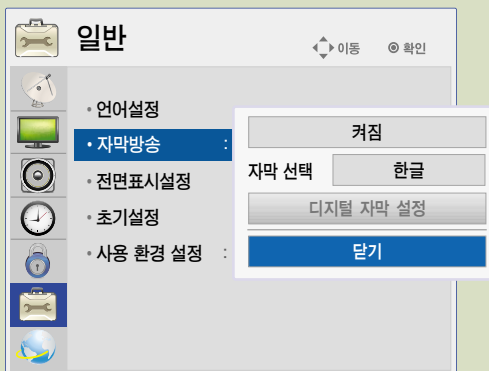 일반
이동 확인
• 언어설정
• 자막방송 :
• 전면표시설정
• 초기설정
• 사용 환경 설정 :
켜짐
자막 선택 한글
디지털 자막 설정
닫기